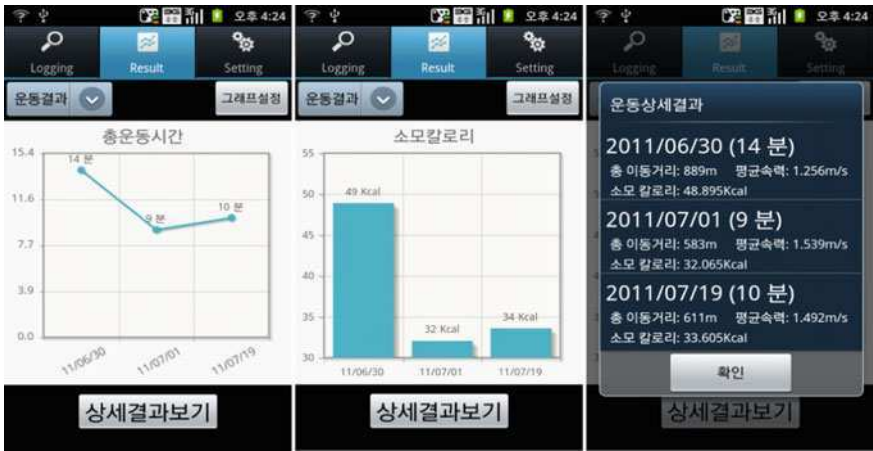 오후 4:24
Logging Result Setting
운동결과 그래프설정
총운동시간
15.4
14 분
11.6
10 분
9 분
7.7
3.9
0.0
11/06/30 11/07/01 11/07/19
상세결과보기
오후 4:24
Logging Result Setting
운동결과 그래프설정
소모칼로리
55
50
49 Kcal
45
40
35
34 Kcal
32 Kcal
30
11/06/30 11/07/01 11/07/19
상세결과보기
오후 4:24
Logging Result Setting
운동상세결과
2011/06/30 (14 분)
총 이동거리: 889m 평균속력: 1.256m/s
소모 칼로리: 48.895Kcal
2011/07/01 (9 분)
총 이동거리: 583m 평균속력: 1.539m/s
소모 칼로리: 32.065Kcal
2011/07/19 (10 분)
총 이동거리: 611m 평균속력: 1.492m/s
소모 칼로리: 33.605Kcal
확인
상세결과보기